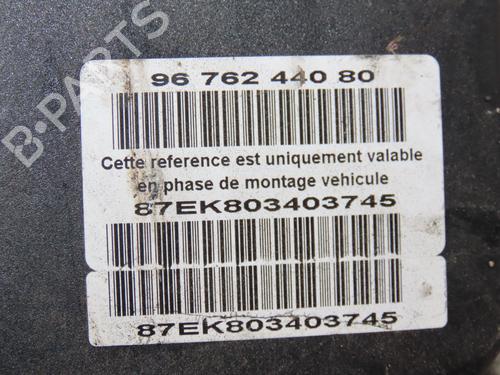 B-PARTS
96 762 440 80
Cette reference est uniquement valable
en phase de montage vehicule
87EK803403745
87EK803403745